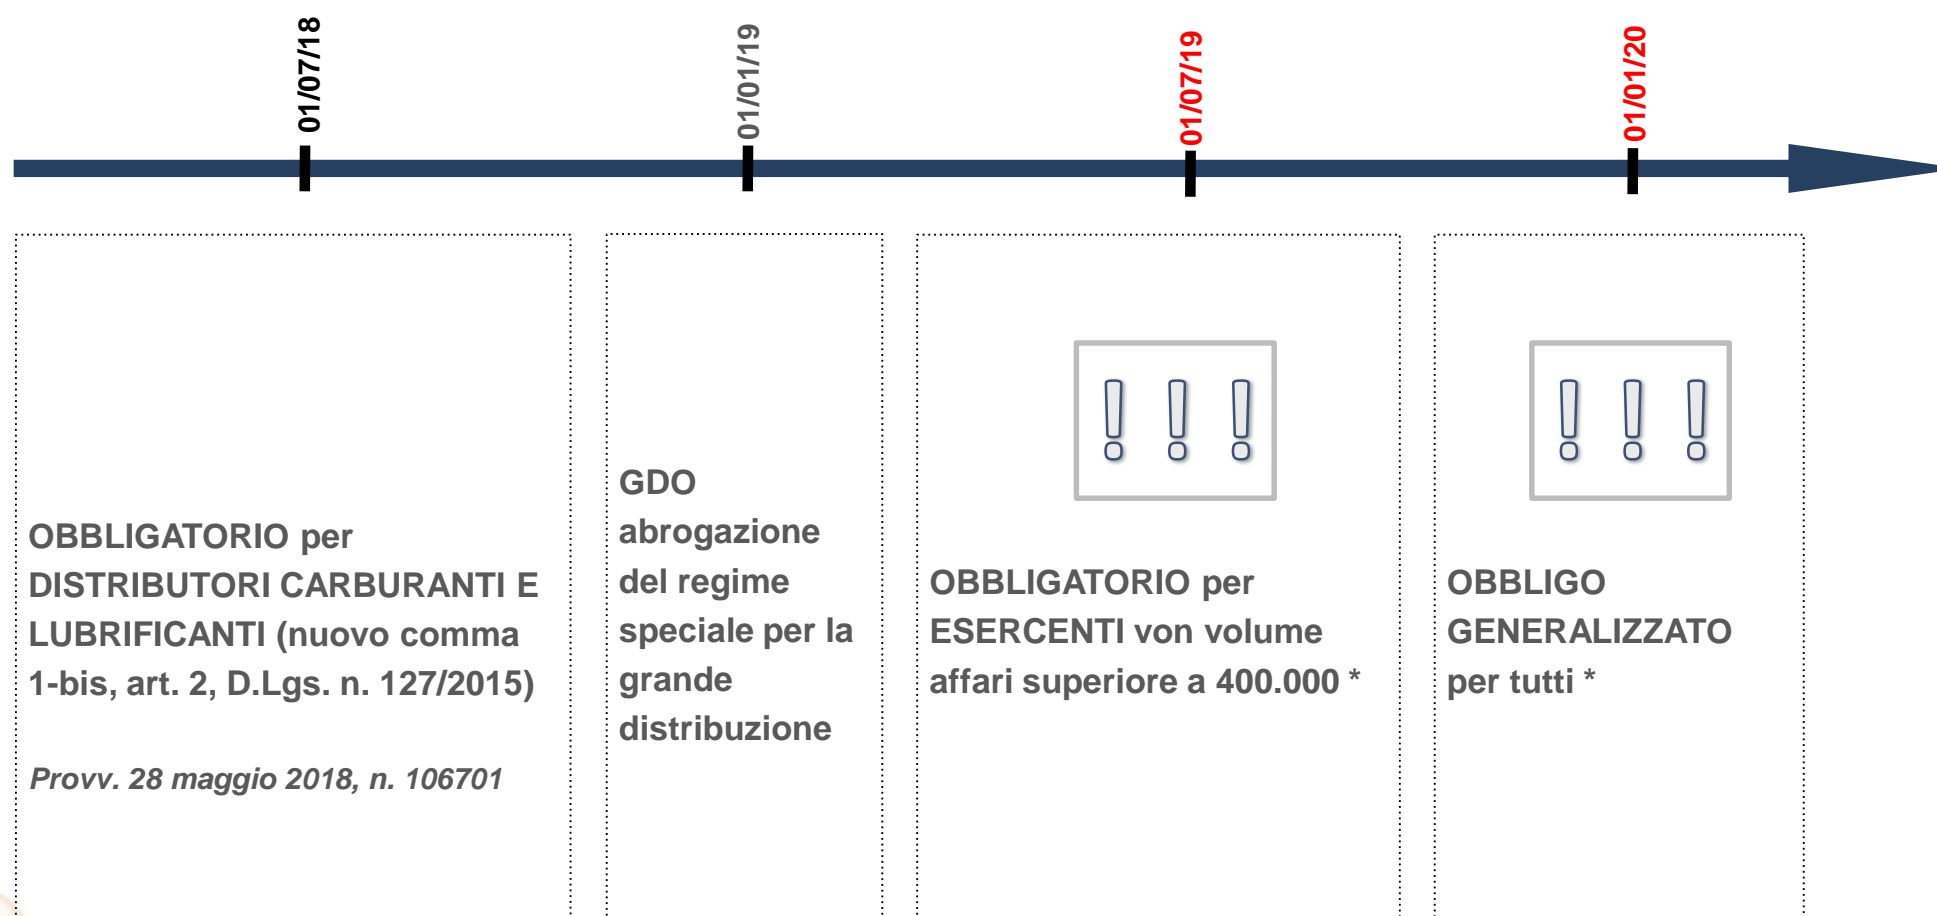 01/07/18
01/01/19
01/07/19
01/01/20
OBBLIGATORIO per
DISTRIBUTORI CARBURANTI E
LUBRIFICANTI (nuovo comma
1-bis, art. 2, D.Lgs. n. 127/2015)
Provv. 28 maggio 2018, n. 106701
GDO
abrogazione
del regime
speciale per la
grande
distribuzione
! ! !
OBBLIGATORIO per
ESERCENTI von volume
affari superiore a 400.000 *
! ! !
OBBLIGO
GENERALIZZATO
per tutti *